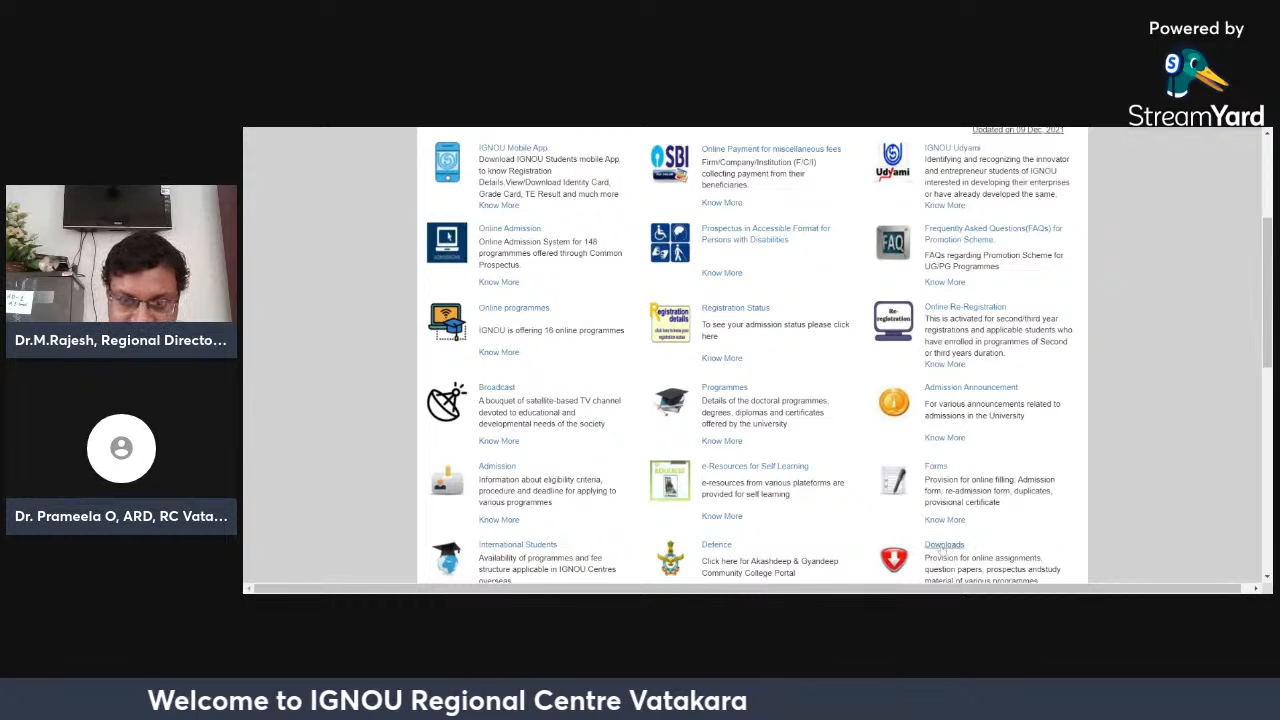 Powered by
StreamYard
Updated on 09 Dec, 2021
IGNOU Mobile App
Download IGNOU Students mobile App
to know Registration
Details,View/Download Identity Card,
Grade Card, TE Result and much more
Know More
SBI
Online Payment for miscellaneous fees
Firm/Company/Institution (F/C/I)
collecting payment from their
beneficiaries.
Know More
Udyami
IGNOU Udyami
Identifying and recognizing the innovator
and entrepreneur students of IGNOU
interested in developing their enterprises
or have already developed the same,
Know More
Online Admission
Online Admission System for 148
programmmes offered through Common
Prospectus.
Know More
Prospectus in Accessible Format for
Persons with Disabilities
Know More
FAQ
Frequently Asked Questions(FAQs) for
Promotion Scheme.
FAQs regarding Promotion Scheme for
UG/PG Programmes
Know More
Online programmes
IGNOU is offering 16 online programmes
Know More
Registration
details
Registration Status
To see your admission status please click
here
Know More
Re-
registration
Online Re-Registration
This is activated for second/third year
registrations and applicable students who
have enrolled in programmes of Second
or third years duration.
Know More
Broadcast
A bouquet of satellite-based TV channel
devoted to educational and
developmental needs of the society
Know More
Programmes
Details of the doctoral programmes,
degrees, diplomas and certificates
offered by the university
Know More
Admission Announcement
For various announcements related to
admissions in the University
Know More
Admission
Information about eligibility criteria,
procedure and deadline for applying to
various programmes
Know More
e-Resources for Self Learning
e-resources from various plateforms are
provided for self learning
Know More
Forms
Provision for online filling: Admission
form, re-admission form, duplicates,
provisional certificate
Know More
International Students
Availability of programmes and fee
structure applicable in IGNOU Centres
overseas
Defence
Click here for Akashdeep & Gyandeep
Community College Portal
Downloads
Provision for online assignments,
question papers, prospectus andstudy
material of various programmes
Dr.M.Rajesh, Regional Directo...
Dr. Prameela O, ARD, RC Vata...
Welcome to IGNOU Regional Centre Vatakara